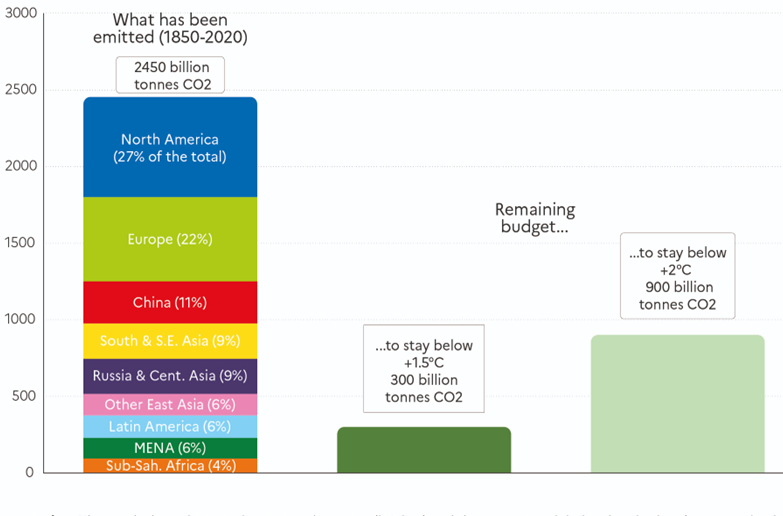 3000
What has been
emitted (1850-2020)
2450 billion
tonnes CO2
2500
North America
(27% of the total)
2000
Remaining
budget...
1500
Europe (22%)
...to stay below
+2°C
900 billion
tonnes CO2
China (11%)
1000
South & S.E. Asia (9%)
...to stay below
+1.5°C
300 billion
tonnes CO2
Russia & Cent. Asia (9%)
500
Other East Asia (6%)
Latin America (6%)
MENA (6%)
Sub-Sah. Africa (4%)
0